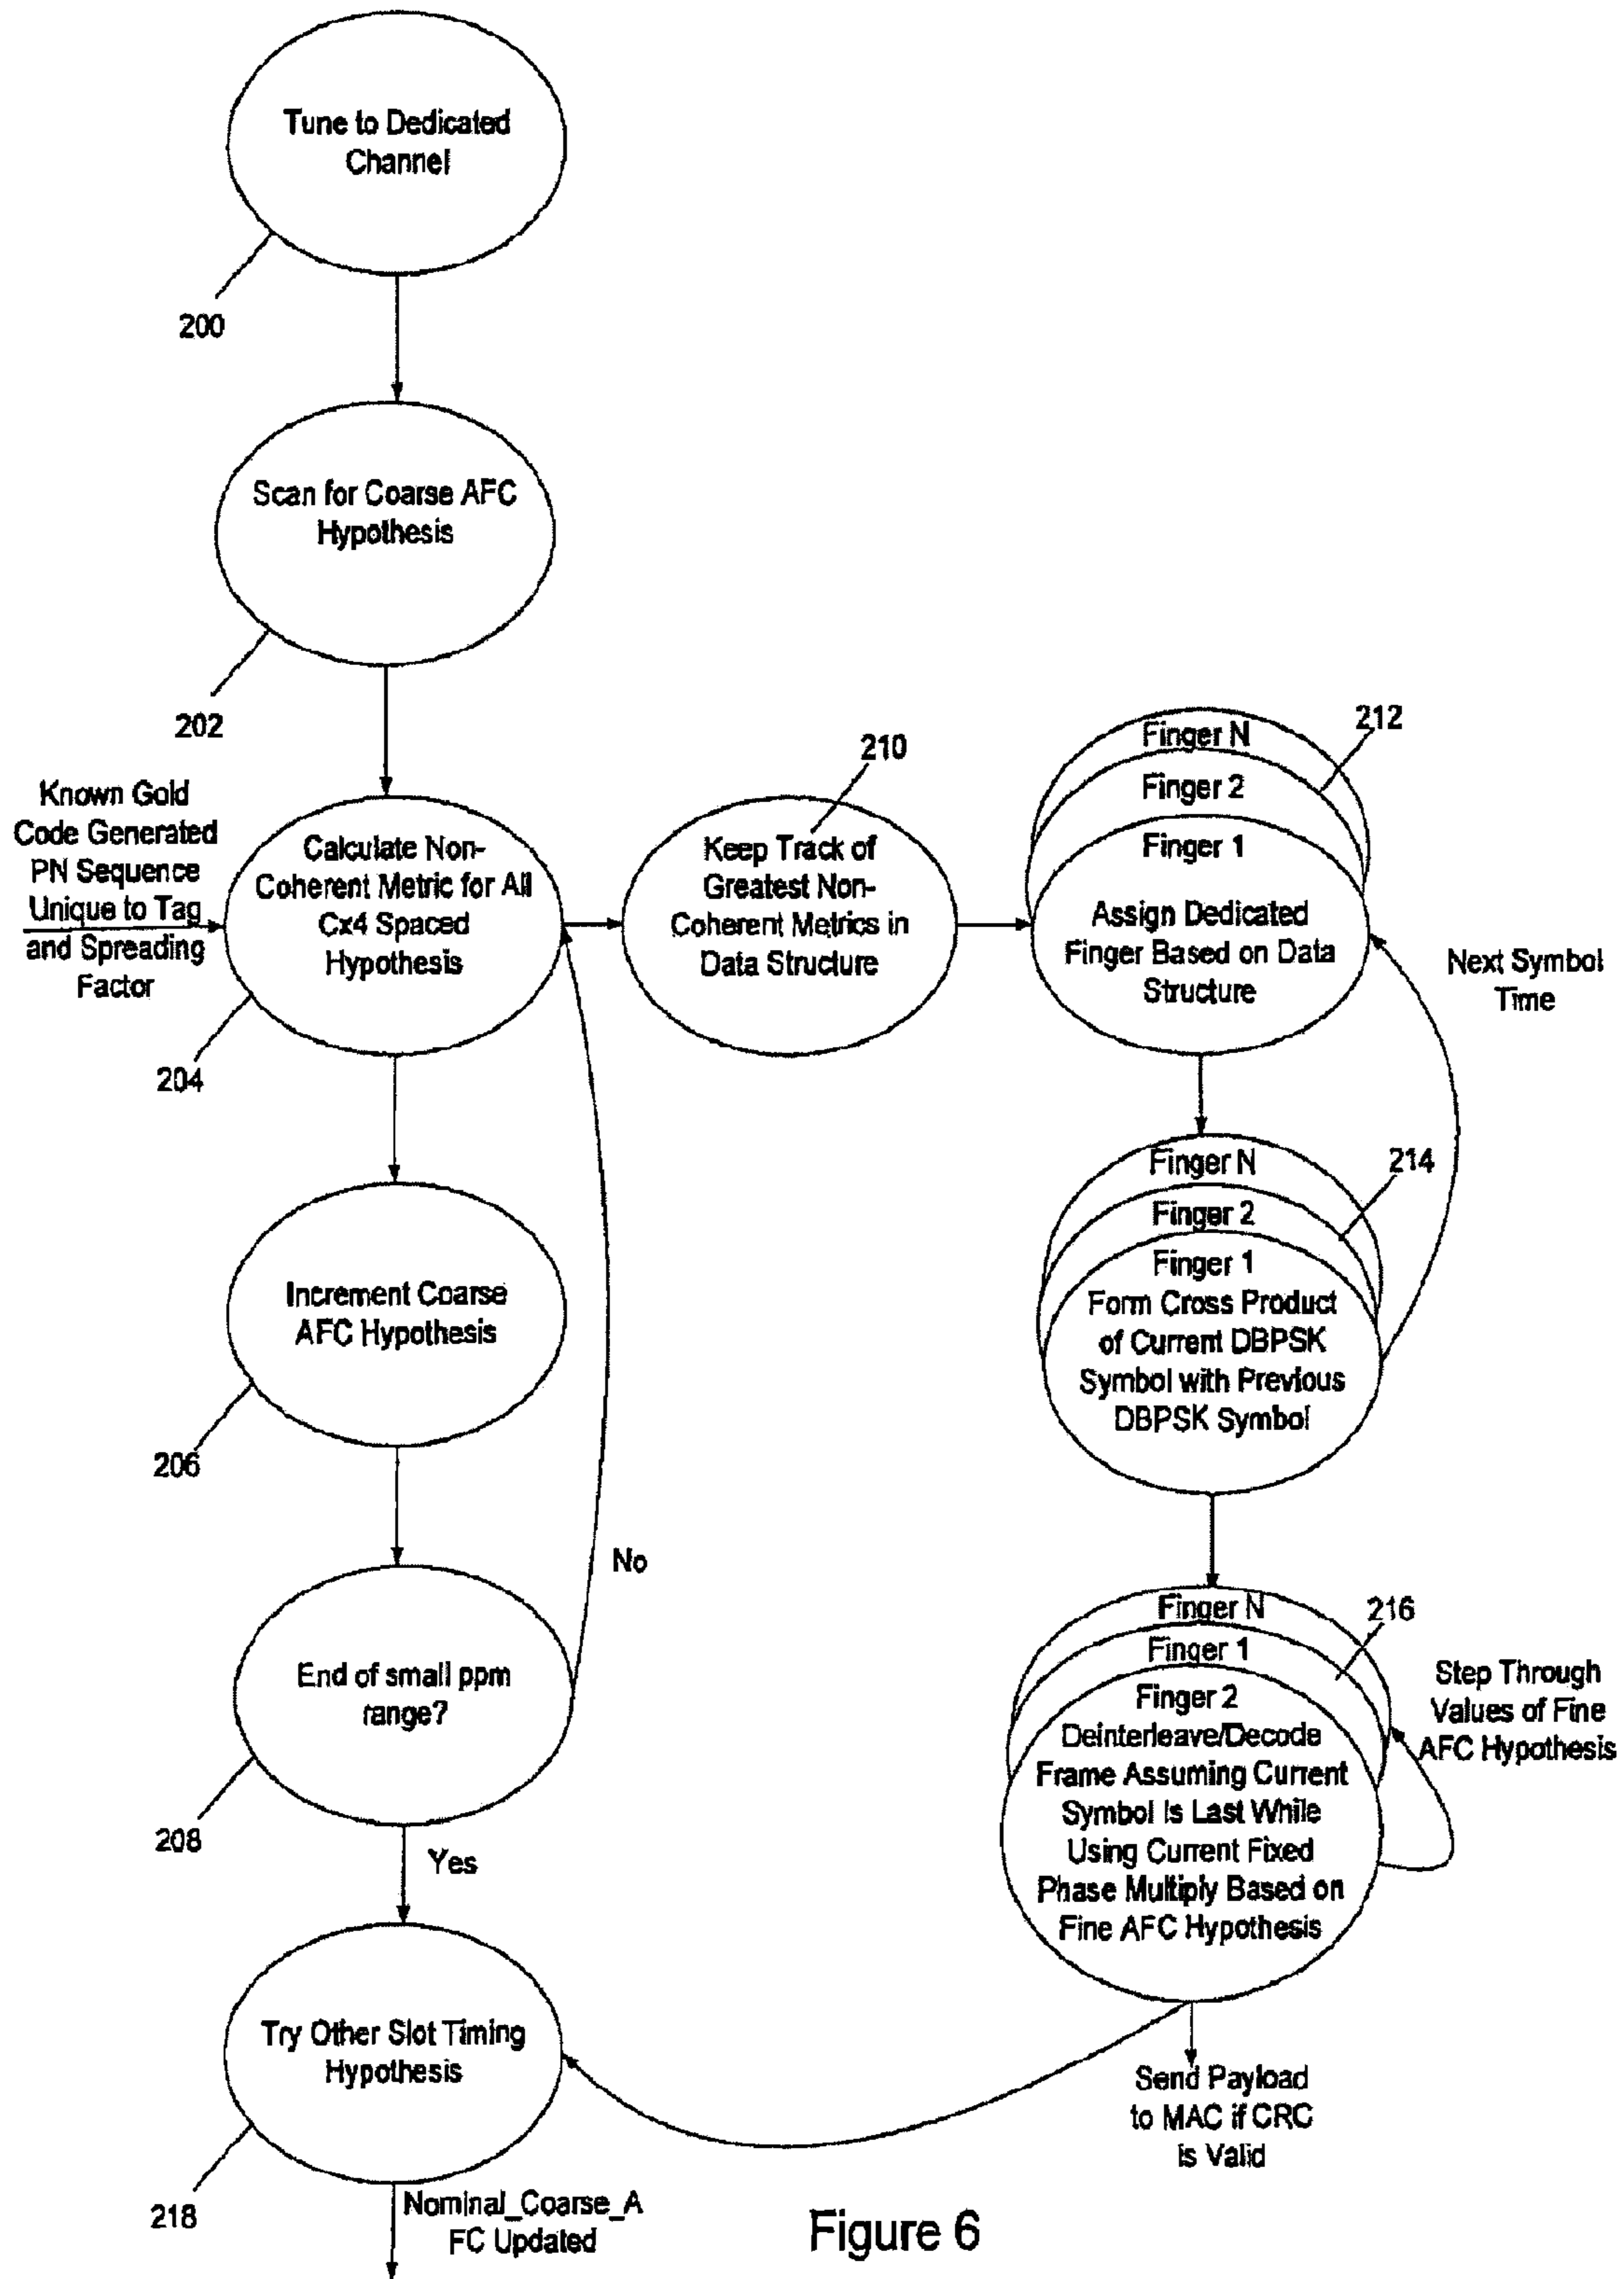 Tune to Dedicated
Channel
200
Scan for Coarse AFC
Hypothesis
202
Known Gold
Code Generated
PN Sequence
Unique to Tag
and Spreading
Factor
Calculate Non-
Coherent Metric for All
Cx4 Spaced
Hypothesis
204
210
Keep Track of
Greatest Non-
Coherent Metrics in
Data Structure
212
Finger N
Finger 2
Finger 1
Assign Dedicated
Finger Based on Data
Structure
Next Symbol
Time
Increment Coarse
AFC Hypothesis
206
214
Finger N
Finger 2
Finger 1
Form Cross Product
of Current DBPSK
Symbol with Previous
DBPSK Symbol
No
End of small ppm
range?
208
Yes
216
Finger N
Finger 1
Finger 2
Deinterleave/Decode
Frame Assuming Current
Symbol Is Last While
Using Current Fixed
Phase Multiply Based on
Fine AFC Hypothesis
Step Through
Values of Fine
AFC Hypothesis
Try Other Slot Timing
Hypothesis
218
Send Payload
to MAC if CRC
is Valid
Nominal_Coarse_A
FC Updated
Figure 6